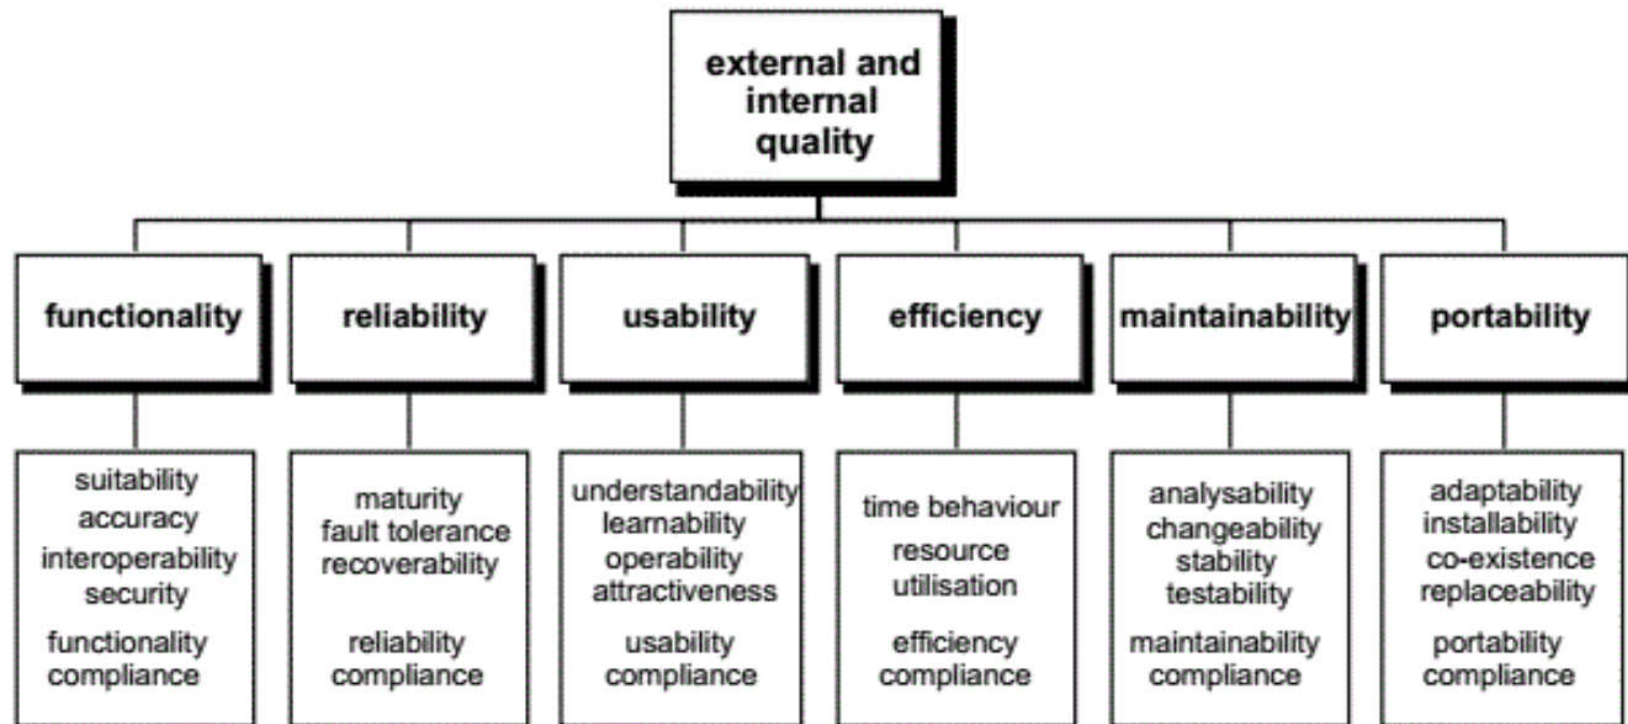 external and
internal
quality
functionality
reliability
usability
efficiency
maintainability
portability
suitability
accuracy
interoperability
security
functionality
compliance
maturity
fault tolerance
recoverability
reliability
compliance
understandability
learnability
operability
attractiveness
usability
compliance
time behaviour
resource
utilisation
efficiency
compliance
analysability
changeability
stability
testability
maintainability
compliance
adaptability
installability
co-existence
replaceability
portability
compliance